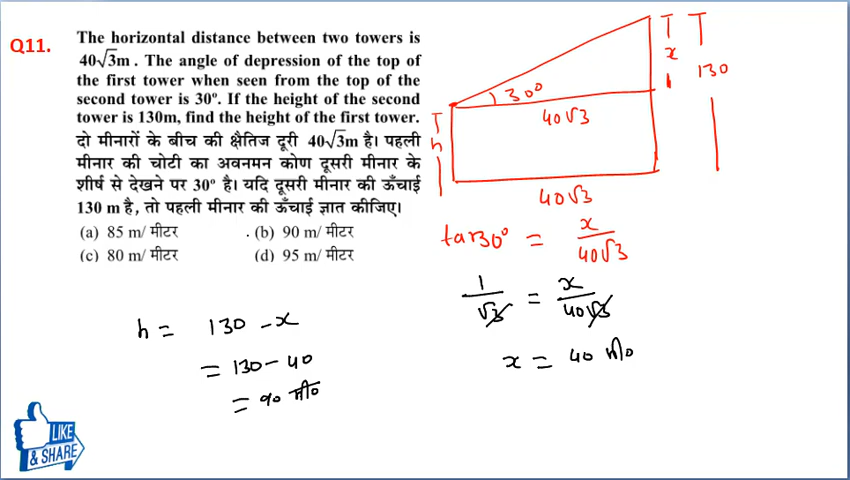 Q11.
The horizontal distance between two towers is
40√3m. The angle of depression of the top of
the first tower when seen from the top of the
second tower is 30°. If the height of the second
tower is 130m, find the height of the first tower.
दो मीनारों के बीच की क्षैतिज दूरी 40√3m है। पहली
मीनार की चोटी का अवनमन कोण दूसरी मीनार के
शीर्ष से देखने पर 30° है। यदि दूसरी मीनार की ऊँचाई
130 m है, तो पहली मीनार की ऊँचाई ज्ञात कीजिए।
(a) 85 m/ मीटर
(b) 90 m/ मीटर
(c) 80 m/ मीटर
(d) 95 m/ मीटर
x
130
30°
40√3
h
40√3
tan30° = x/40√3
1/√3 = x/40√3
x = 40 मी०
h = 130 - x
= 130 - 40
= 90 मी०
LIKE
& SHARE